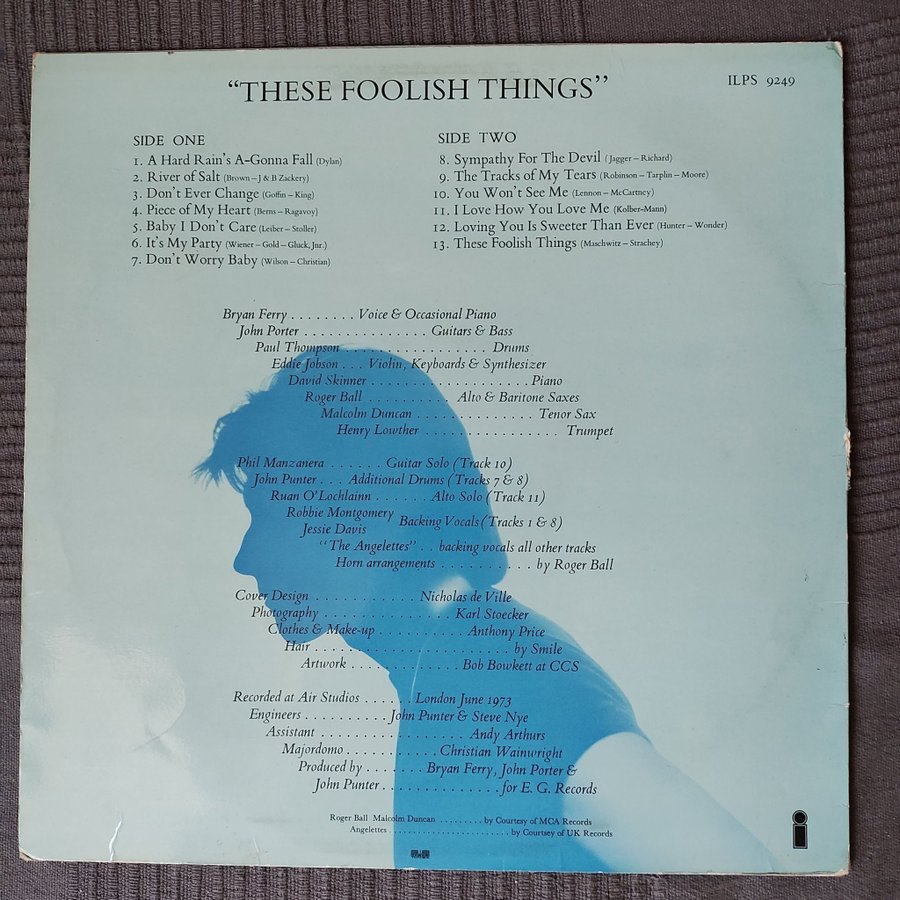 “THESE FOOLISH THINGS”
ILPS 9249
SIDE ONE
1. A Hard Rain's A-Gonna Fall (Dylan)
2. River of Salt (Brown – J & B Zackery)
3. Don't Ever Change (Goffin – King)
4. Piece of My Heart (Berns – Ragavoy)
5. Baby I Don't Care (Leiber – Stoller)
6. It's My Party (Wiener – Gold – Gluck, Jnr.)
7. Don't Worry Baby (Wilson – Christian)
SIDE TWO
8. Sympathy For The Devil (Jagger – Richard)
9. The Tracks of My Tears (Robinson – Tarplin – Moore)
10. You Won't See Me (Lennon – McCartney)
11. I Love How You Love Me (Kolber-Mann)
12. Loving You Is Sweeter Than Ever (Hunter – Wonder)
13. These Foolish Things (Maschwitz – Strachey)
Bryan Ferry . . . . . . . . Voice & Occasional Piano
John Porter . . . . . . . . . . . . . . . Guitars & Bass
Paul Thompson . . . . . . . . . . . . . . . . . Drums
Eddie Jobson . . . Violin, Keyboards & Synthesizer
David Skinner . . . . . . . . . . . . . . . . . . . Piano
Roger Ball . . . . . . . . . . Alto & Baritone Saxes
Malcolm Duncan . . . . . . . . . . . . . . Tenor Sax
Henry Lowther . . . . . . . . . . . . . . . . Trumpet
Phil Manzanera . . . . . . Guitar Solo (Track 10)
John Punter . . . Additional Drums (Tracks 7 & 8)
Ruan O'Lochlainn . . . . . . Alto Solo (Track 11)
Robbie Montgomery
Jessie Davis
Backing Vocals (Tracks 1 & 8)
“The Angelettes” . . backing vocals all other tracks
Horn arrangements . . . . . . . . . . by Roger Ball
Cover Design . . . . . . . . . . . Nicholas de Ville
Photography . . . . . . . . . . . . . . Karl Stoecker
Clothes & Make-up . . . . . . . . . . Anthony Price
Hair . . . . . . . . . . . . . . . . . . . . . . . . by Smile
Artwork . . . . . . . . . . . . Bob Bowkett at CCS
Recorded at Air Studios . . . . . . London June 1973
Engineers . . . . . . . . . . John Punter & Steve Nye
Assistant . . . . . . . . . . . . . . . . . . Andy Arthurs
Majordomo . . . . . . . . . . . Christian Wainwright
Produced by . . . . . . . Bryan Ferry, John Porter &
John Punter . . . . . . . . . . . . . . for E. G. Records
Roger Ball Malcolm Duncan . . . . . . . . . by Courtesy of MCA Records
Angelettes . . . . . . . . . . . . . . . . . . . . . . . . . by Courtsey of UK Records